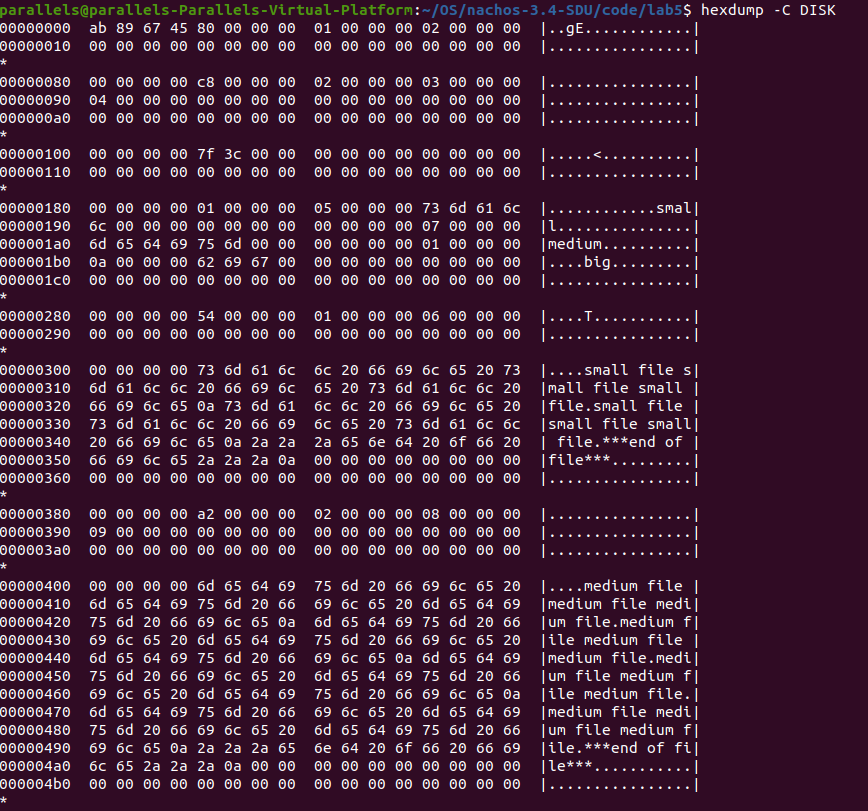 parallels@parallels-Parallels-Virtual-Platform:~/OS/nachos-3.4-SDU/code/lab5$ hexdump -C DISK
00000000  ab 89 67 45 80 00 00 00  01 00 00 00 02 00 00 00  |..gE............|
00000010  00 00 00 00 00 00 00 00  00 00 00 00 00 00 00 00  |................|
*
00000080  00 00 00 00 c8 00 00 00  02 00 00 00 03 00 00 00  |................|
00000090  04 00 00 00 00 00 00 00  00 00 00 00 00 00 00 00  |................|
000000a0  00 00 00 00 00 00 00 00  00 00 00 00 00 00 00 00  |................|
*
00000100  00 00 00 00 7f 3c 00 00  00 00 00 00 00 00 00 00  |.....<..........|
00000110  00 00 00 00 00 00 00 00  00 00 00 00 00 00 00 00  |................|
*
00000180  00 00 00 00 01 00 00 00  05 00 00 00 73 6d 61 6c  |............smal|
00000190  6c 00 00 00 00 00 00 00  00 00 00 00 07 00 00 00  |l...............|
000001a0  6d 65 64 69 75 6d 00 00  00 00 00 00 01 00 00 00  |medium..........|
000001b0  0a 00 00 00 62 69 67 00  00 00 00 00 00 00 00 00  |....big.........|
000001c0  00 00 00 00 00 00 00 00  00 00 00 00 00 00 00 00  |................|
*
00000280  00 00 00 00 54 00 00 00  01 00 00 00 06 00 00 00  |....T...........|
00000290  00 00 00 00 00 00 00 00  00 00 00 00 00 00 00 00  |................|
*
00000300  00 00 00 00 73 6d 61 6c  6c 20 66 69 6c 65 20 73  |....small file s|
00000310  6d 61 6c 6c 20 66 69 6c  65 20 73 6d 61 6c 6c 20  |mall file small |
00000320  66 69 6c 65 0a 73 6d 61  6c 6c 20 66 69 6c 65 20  |file.small file |
00000330  73 6d 61 6c 6c 20 66 69  6c 65 20 73 6d 61 6c 6c  |small file small|
00000340  20 66 69 6c 65 0a 2a 2a  2a 65 6e 64 20 6f 66 20  | file.***end of |
00000350  66 69 6c 65 2a 2a 2a 0a  00 00 00 00 00 00 00 00  |file***.........|
00000360  00 00 00 00 00 00 00 00  00 00 00 00 00 00 00 00  |................|
*
00000380  00 00 00 00 a2 00 00 00  02 00 00 00 08 00 00 00  |................|
00000390  09 00 00 00 00 00 00 00  00 00 00 00 00 00 00 00  |................|
000003a0  00 00 00 00 00 00 00 00  00 00 00 00 00 00 00 00  |................|
*
00000400  00 00 00 00 6d 65 64 69  75 6d 20 66 69 6c 65 20  |....medium file |
00000410  6d 65 64 69 75 6d 20 66  69 6c 65 20 6d 65 64 69  |medium file medi|
00000420  75 6d 20 66 69 6c 65 0a  6d 65 64 69 75 6d 20 66  |um file.medium f|
00000430  69 6c 65 20 6d 65 64 69  75 6d 20 66 69 6c 65 20  |ile medium file |
00000440  6d 65 64 69 75 6d 20 66  69 6c 65 0a 6d 65 64 69  |medium file.medi|
00000450  75 6d 20 66 69 6c 65 20  6d 65 64 69 75 6d 20 66  |um file medium f|
00000460  69 6c 65 20 6d 65 64 69  75 6d 20 66 69 6c 65 0a  |ile medium file.|
00000470  6d 65 64 69 75 6d 20 66  69 6c 65 20 6d 65 64 69  |medium file medi|
00000480  75 6d 20 66 69 6c 65 20  6d 65 64 69 75 6d 20 66  |um file medium f|
00000490  69 6c 65 0a 2a 2a 2a 65  6e 64 20 6f 66 20 66 69  |ile.***end of fi|
000004a0  6c 65 2a 2a 2a 0a 00 00  00 00 00 00 00 00 00 00  |le***...........|
000004b0  00 00 00 00 00 00 00 00  00 00 00 00 00 00 00 00  |................|
*